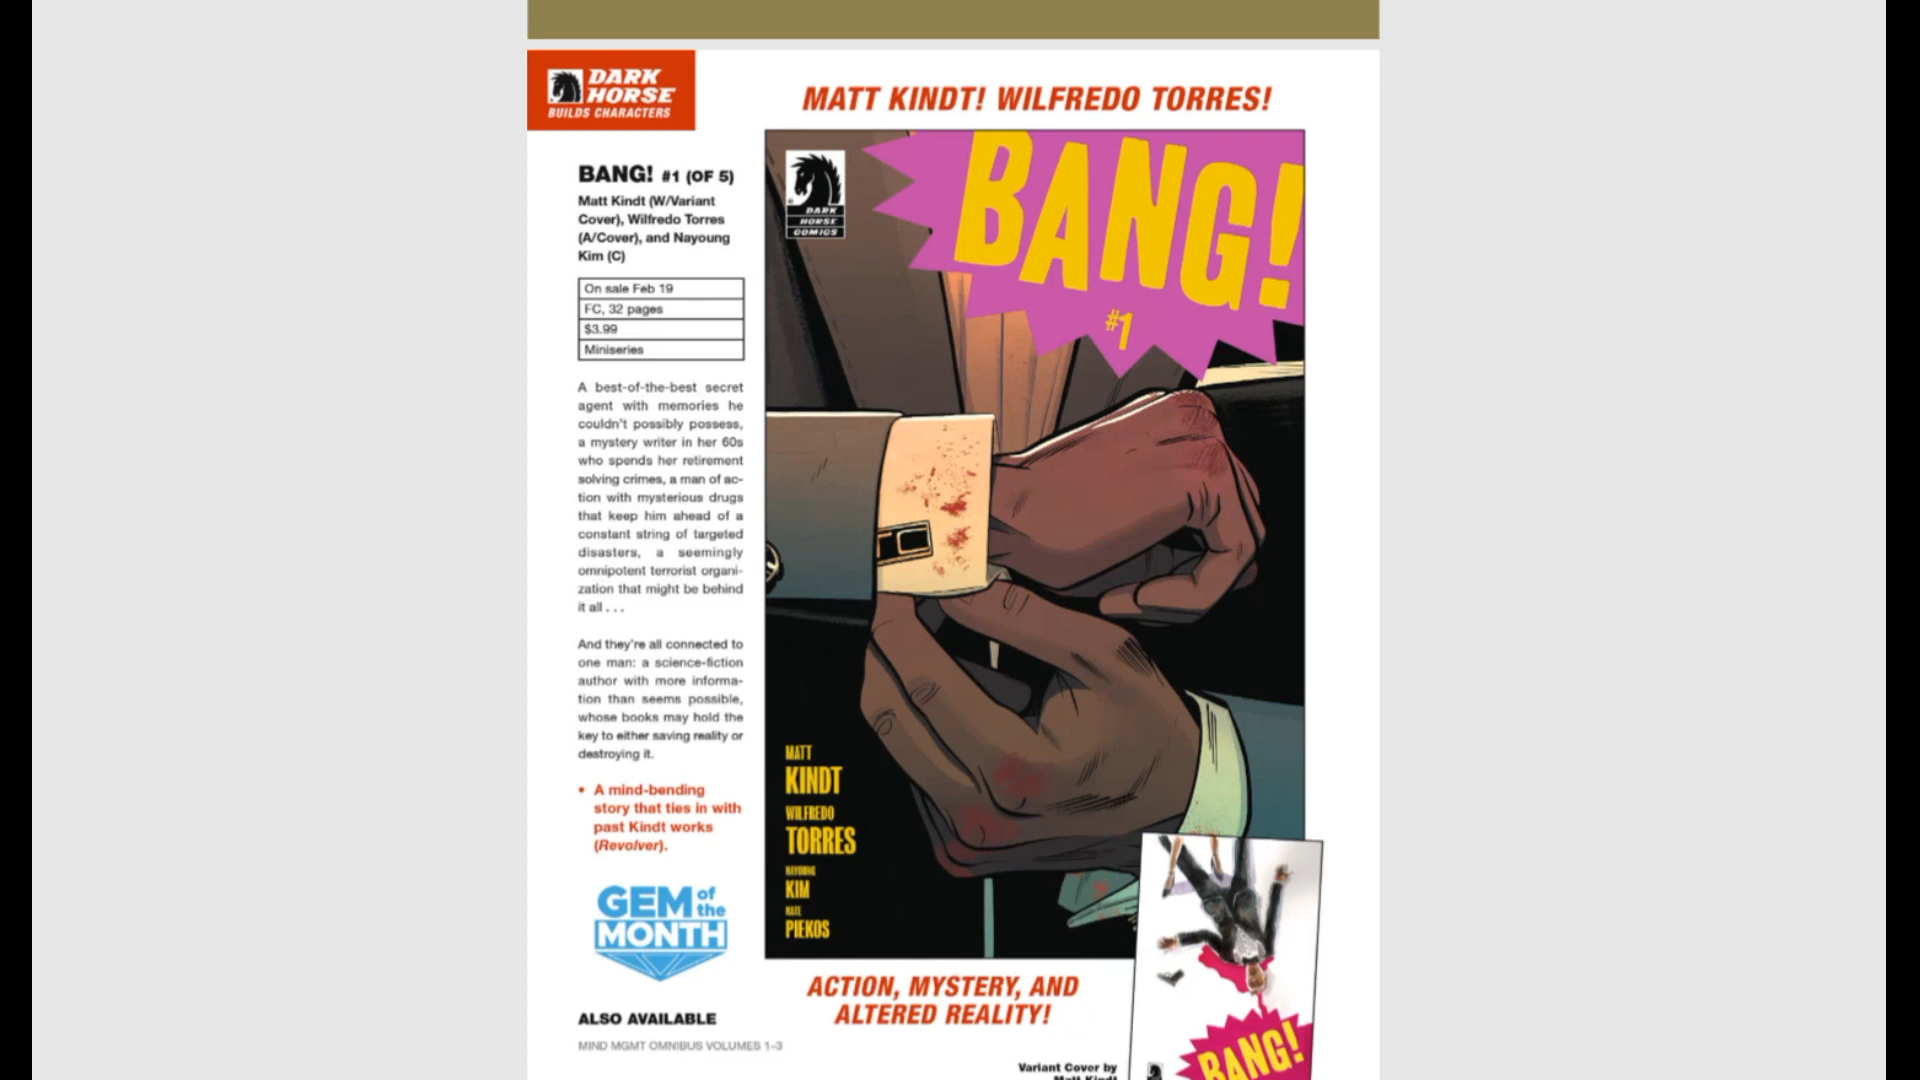 DARK
HORSE
BUILDS CHARACTERS
MATT KINDT! WILFREDO TORRES!
BANG! #1 (OF 5)
Matt Kindt (W/Variant
Cover), Wilfredo Torres
(A/Cover), and Nayoung
Kim (C)
On sale Feb 19
FC, 32 pages
$3.99
Miniseries
A best-of-the-best secret
agent with memories he
couldn't possibly possess,
a mystery writer in her 60s
who spends her retirement
solving crimes, a man of ac-
tion with mysterious drugs
that keep him ahead of a
constant string of targeted
disasters, a seemingly
omnipotent terrorist organi-
zation that might be behind
it all . . .
And they're all connected to
one man: a science-fiction
author with more informa-
tion than seems possible,
whose books may hold the
key to either saving reality or
destroying it.
• A mind-bending
story that ties in with
past Kindt works
(Revolver).
GEM of
the
MONTH
ALSO AVAILABLE
MIND MGMT OMNIBUS VOLUMES 1–3
DARK
HORSE
COMICS
BANG!
#1
MATT
KINDT
WILFREDO
TORRES
NAYOUNG
KIM
NATE
PIEKOS
ACTION, MYSTERY, AND
ALTERED REALITY!
Variant Cover by
Matt Kindt
BANG!